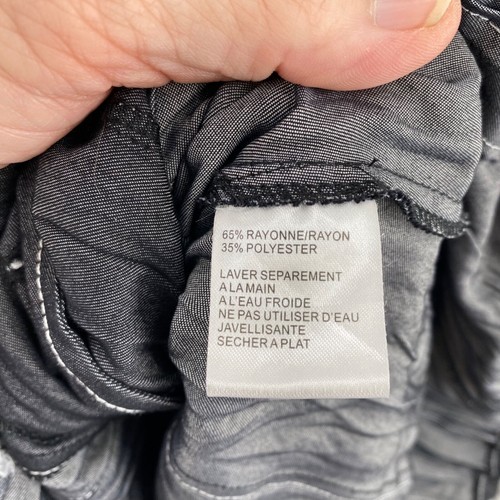 65% RAYONNE/RAYON
35% POLYESTER
LAVER SEPAREMENT
A LA MAIN
A L'EAU FROIDE
NE PAS UTILISER D'EAU
JAVELLISANTE
SECHER A PLAT